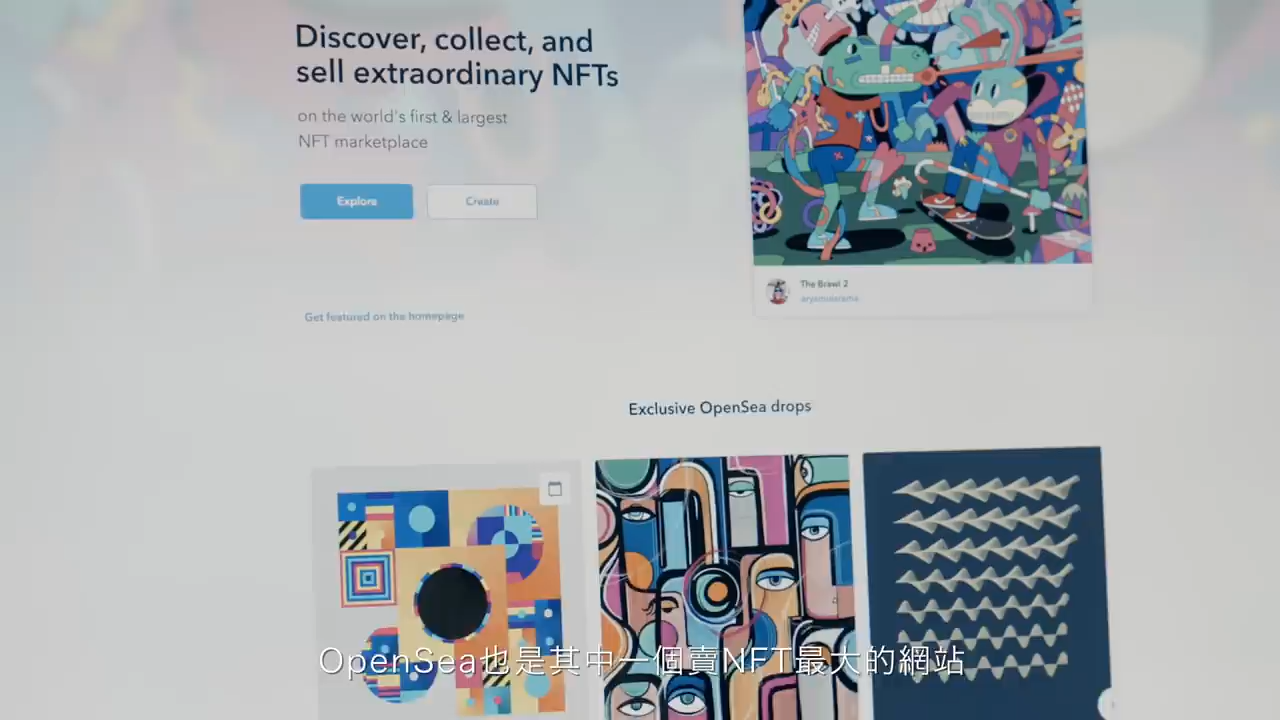 Discover, collect, and
sell extraordinary NFTs
on the world's first & largest
NFT marketplace
Explore
Create
The Brawl 2
Get featured on the homepage
Exclusive OpenSea drops
OpenSea也是其中一個賣NFT最大的網站